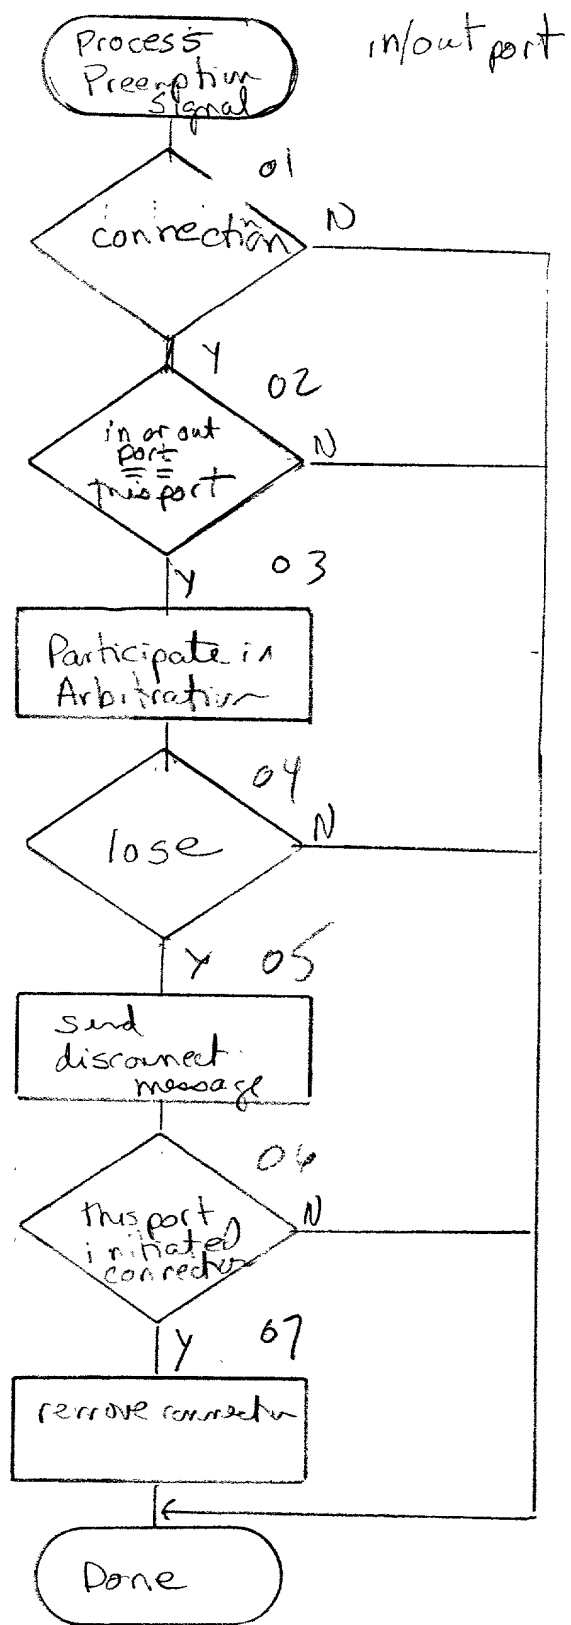 Process
Preemption
signal
in/out port
01
connection
N
Y
02
in or out
port
==
this port
N
Y
03
Participate in
Arbitration
04
lose
N
Y
05
send
disconnect
message
06
this port
initiated
connection
N
Y
07
remove connection
Done